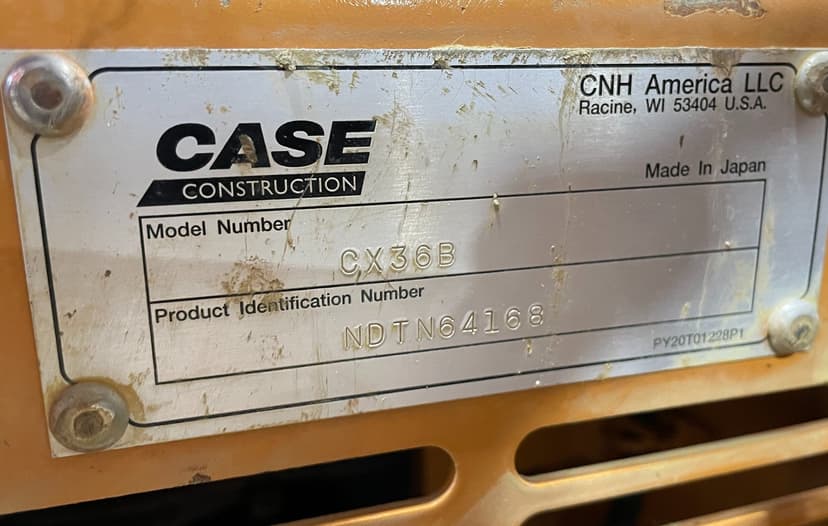 CNH America LLC
Racine, WI 53404 U.S.A.
CASE
CONSTRUCTION
Made In Japan
Model Number
CX36B
Product Identification Number
NDTN64168
PY20T01228P1